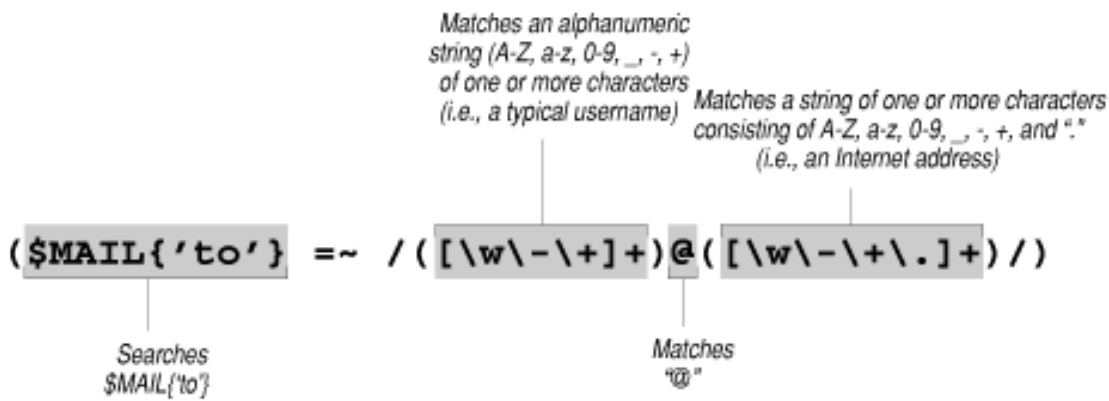 Matches an alphanumeric
string (A-Z, a-z, 0-9, _, -, +)
of one or more characters
(i.e., a typical username)
Matches a string of one or more characters
consisting of A-Z, a-z, 0-9, _, -, +, and "."
(i.e., an Internet address)
($MAIL{'to'} =~ /([\w\-\+]+)@([\w\-\+\.]+)/)
Searches
$MAIL{'to'}
Matches
"@"